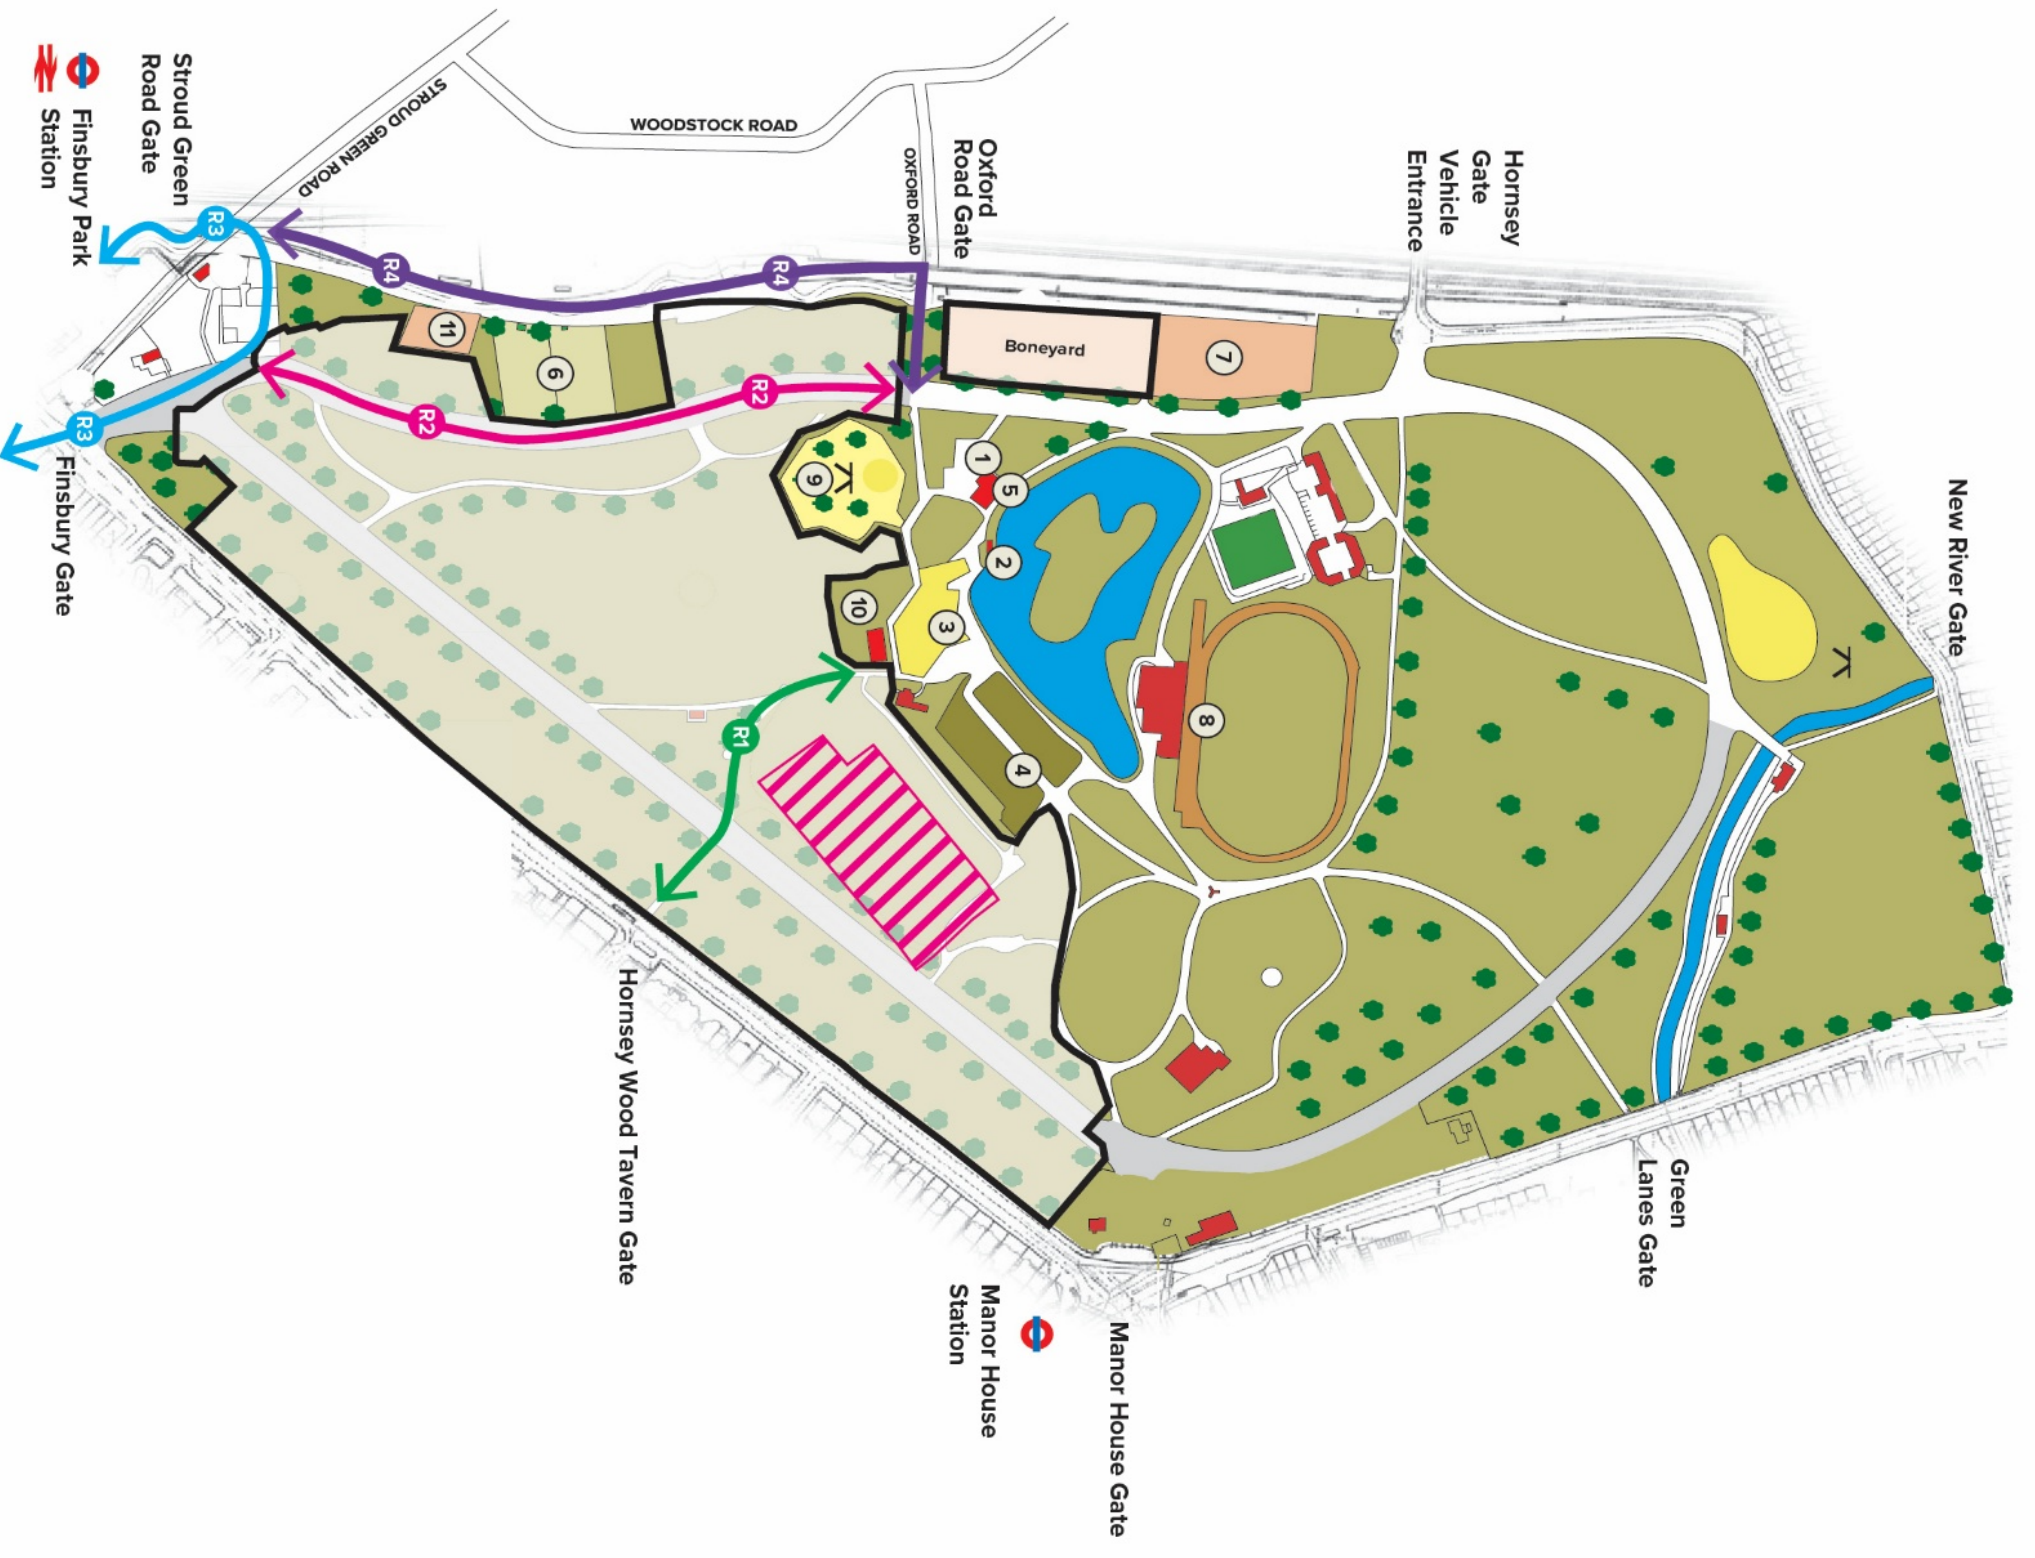 Stroud Green
Road Gate
Finsbury Park
Station
STROUD GREEN ROAD
WOODSTOCK ROAD
OXFORD ROAD
Oxford
Road Gate
Hornsey
Gate
Vehicle
Entrance
New River Gate
Boneyard
R3
R4
R4
R2
R2
R3
R1
11
6
7
9
1
5
2
10
3
4
8
Finsbury Gate
Hornsey Wood Tavern Gate
Manor House
Station
Manor House Gate
Green
Lanes Gate